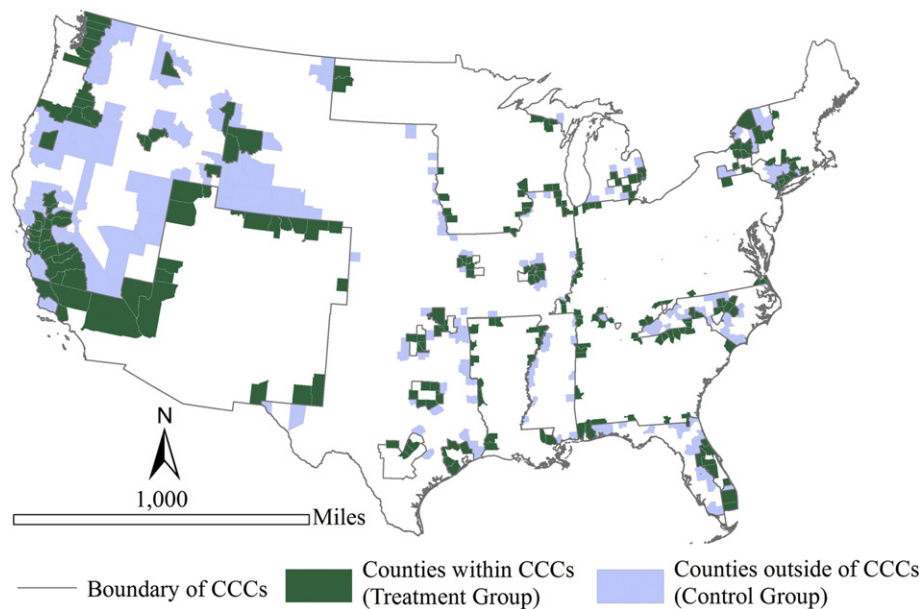 N
1,000
Miles
Boundary of CCCs
Counties within CCCs
(Treatment Group)
Counties outside of CCCs
(Control Group)